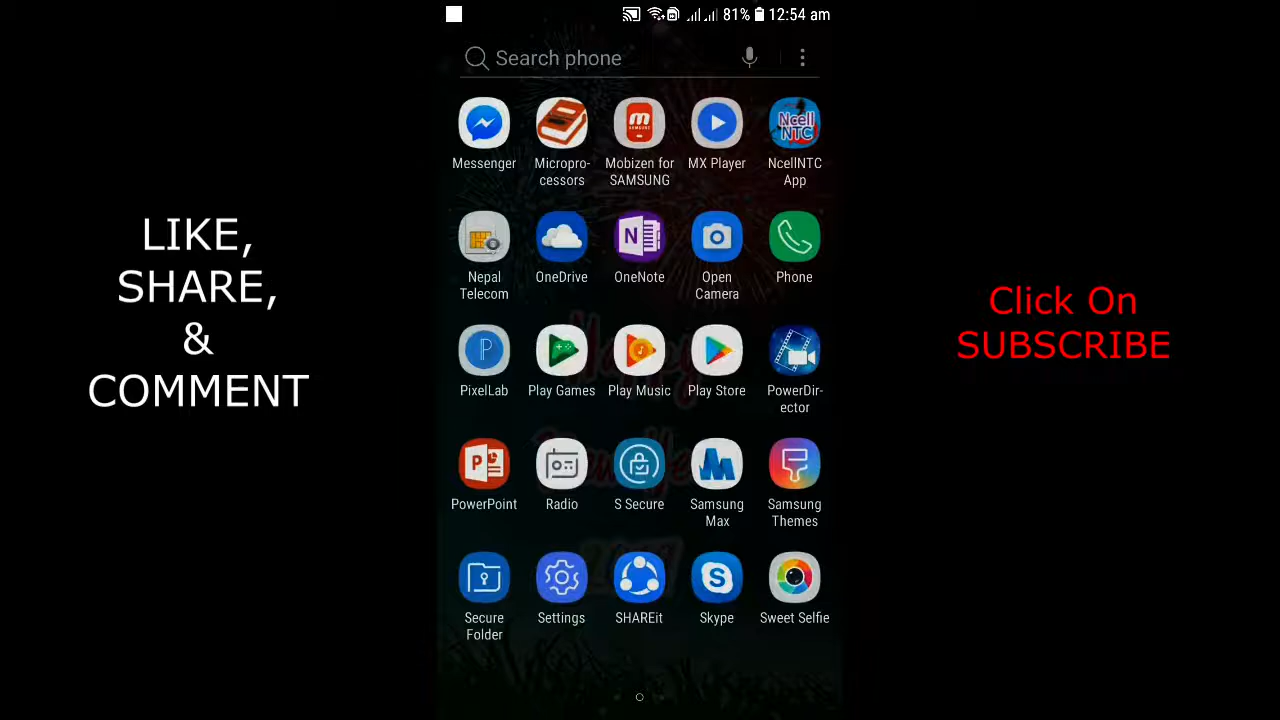 81% 12:54 am
Search phone
LIKE,
SHARE,
&
COMMENT
Click On
SUBSCRIBE
Messenger
Micropro-
cessors
Mobizen for
SAMSUNG
MX Player
NcellNTC
App
Nepal
Telecom
OneDrive
OneNote
Open
Camera
Phone
PixelLab
Play Games
Play Music
Play Store
PowerDir-
ector
PowerPoint
Radio
S Secure
Samsung
Max
Samsung
Themes
Secure
Folder
Settings
SHAREit
Skype
Sweet Selfie